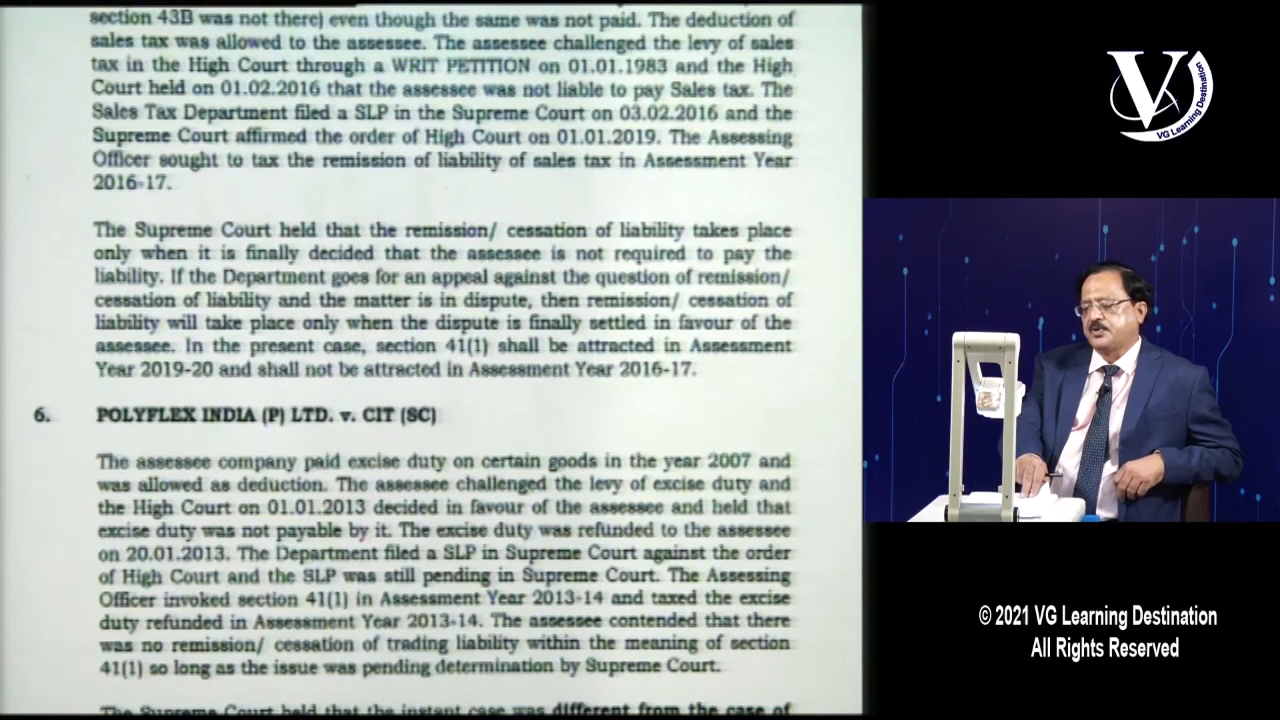 section 43B was not there) even though the same was not paid. The deduction of
sales tax was allowed to the assessee. The assessee challenged the levy of sales
tax in the High Court through a WRIT PETITION on 01.01.1983 and the High
Court held on 01.02.2016 that the assessee was not liable to pay Sales tax. The
Sales Tax Department filed a SLP in the Supreme Court on 03.02.2016 and the
Supreme Court affirmed the order of High Court on 01.01.2019. The Assessing
Officer sought to tax the remission of liability of sales tax in Assessment Year
2016-17.
The Supreme Court held that the remission/ cessation of liability takes place
only when it is finally decided that the assessee is not required to pay the
liability. If the Department goes for an appeal against the question of remission/
cessation of liability and the matter is in dispute, then remission/ cessation of
liability will take place only when the dispute is finally settled in favour of the
assessee. In the present case, section 41(1) shall be attracted in Assessment
Year 2019-20 and shall not be attracted in Assessment Year 2016-17.
6. POLYFLEX INDIA (P) LTD. v. CIT (SC)
The assessee company paid excise duty on certain goods in the year 2007 and
was allowed as deduction. The assessee challenged the levy of excise duty and
the High Court on 01.01.2013 decided in favour of the assessee and held that
excise duty was not payable by it. The excise duty was refunded to the assessee
on 20.01.2013. The Department filed a SLP in Supreme Court against the order
of High Court and the SLP was still pending in Supreme Court. The Assessing
Officer invoked section 41(1) in Assessment Year 2013-14 and taxed the excise
duty refunded in Assessment Year 2013-14. The assessee contended that there
was no remission/ cessation of trading liability within the meaning of section
41(1) so long as the issue was pending determination by Supreme Court.
The Supreme Court held that the instant case was different from the case of
V
VG Learning Destination
© 2021 VG Learning Destination
All Rights Reserved